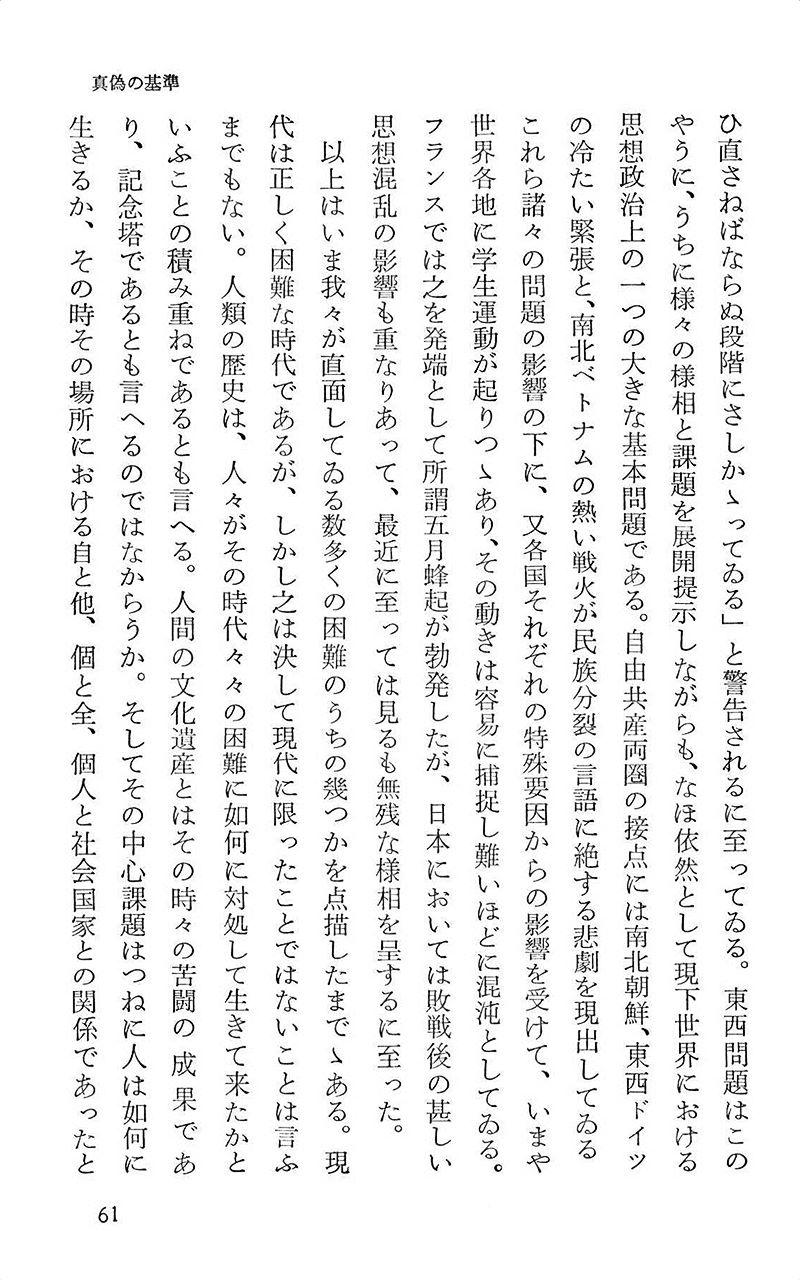 真偽の基準
ひ直さねばならぬ段階にさしかゝってゐる」と警告されるに至ってゐる。東西問題はこの
やうに、うちに様々の様相と課題を展開提示しながらも、なほ依然として現下世界における
思想政治上の一つの大きな基本問題である。自由共産両圏の接点には南北朝鮮、東西ドイツ
の冷たい緊張と、南北ベトナムの熱い戦火が民族分裂の言語に絶する悲劇を現出してゐる
これら諸々の問題の影響の下に、又各国それぞれの特殊要因からの影響を受けて、いまや
世界各地に学生運動が起りつゝあり、その動きは容易に捕捉し難いほどに混沌としてゐる。
フランスでは之を発端として所謂五月蜂起が勃発したが、日本においては敗戦後の甚しい
思想混乱の影響も重なりあって、最近に至っては見るも無残な様相を呈するに至った。
以上はいま我々が直面してゐる数多くの困難のうちの幾つかを点描したまでゝある。現
代は正しく困難な時代であるが、しかし之は決して現代に限ったことではないことは言ふ
までもない。人類の歴史は、人々がその時代々々の困難に如何に対処して生きて来たかと
いふことの積み重ねであるとも言へる。人間の文化遺産とはその時々の苦闘の成果であ
り、記念塔であるとも言へるのではなからうか。そしてその中心課題はつねに人は如何に
生きるか、その時その場所における自と他、個と全、個人と社会国家との関係であったと
61